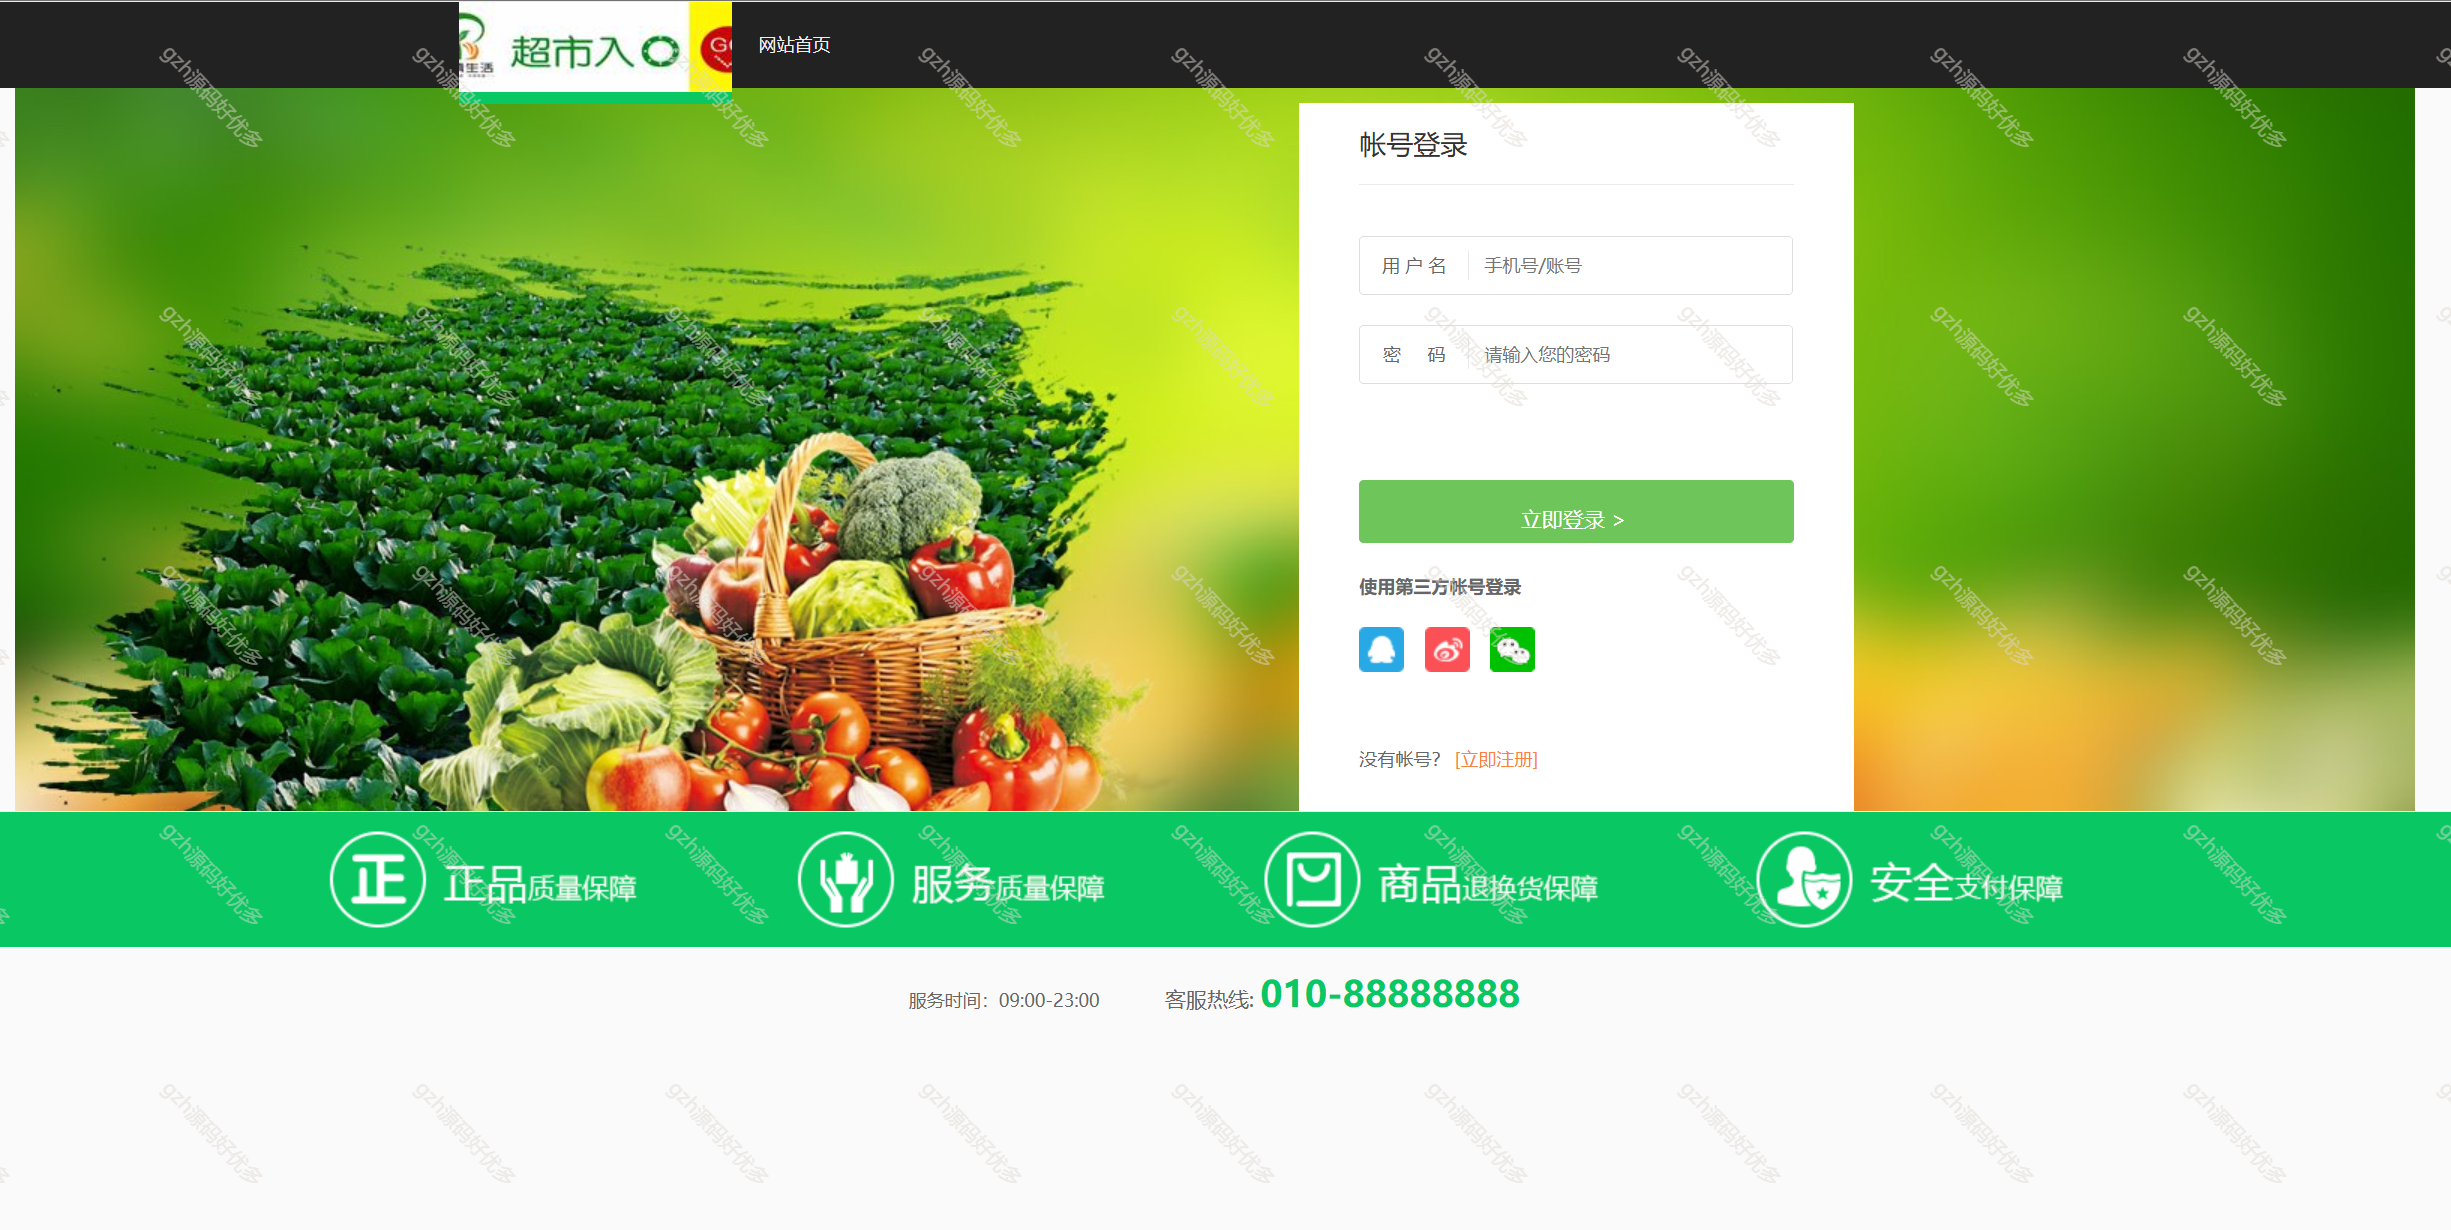 生活
超市入口
GO
网站首页
帐号登录
用 户 名 手机号/账号
密 码 请输入您的密码
立即登录 >
使用第三方帐号登录
没有帐号? [立即注册]
正 正品质量保障
服务质量保障
商品退换货保障
安全支付保障
服务时间：09:00-23:00 客服热线: 010-88888888
gzh源码好优多